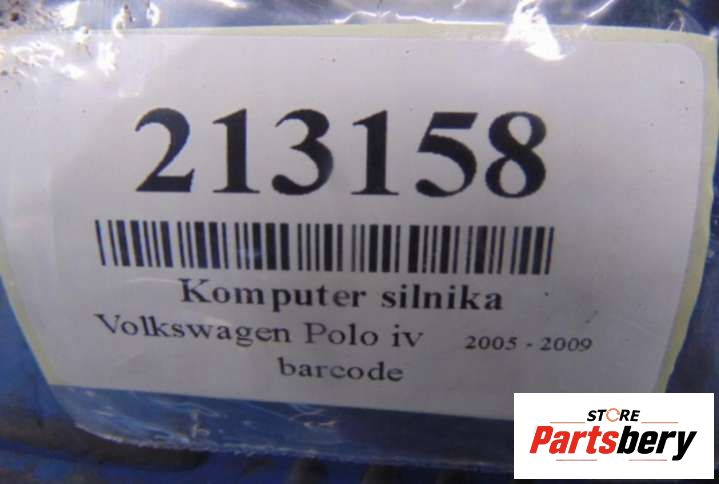 213158
Komputer silnika
Volkswagen Polo iv 2005 - 2009
barcode
STORE
Partsbery